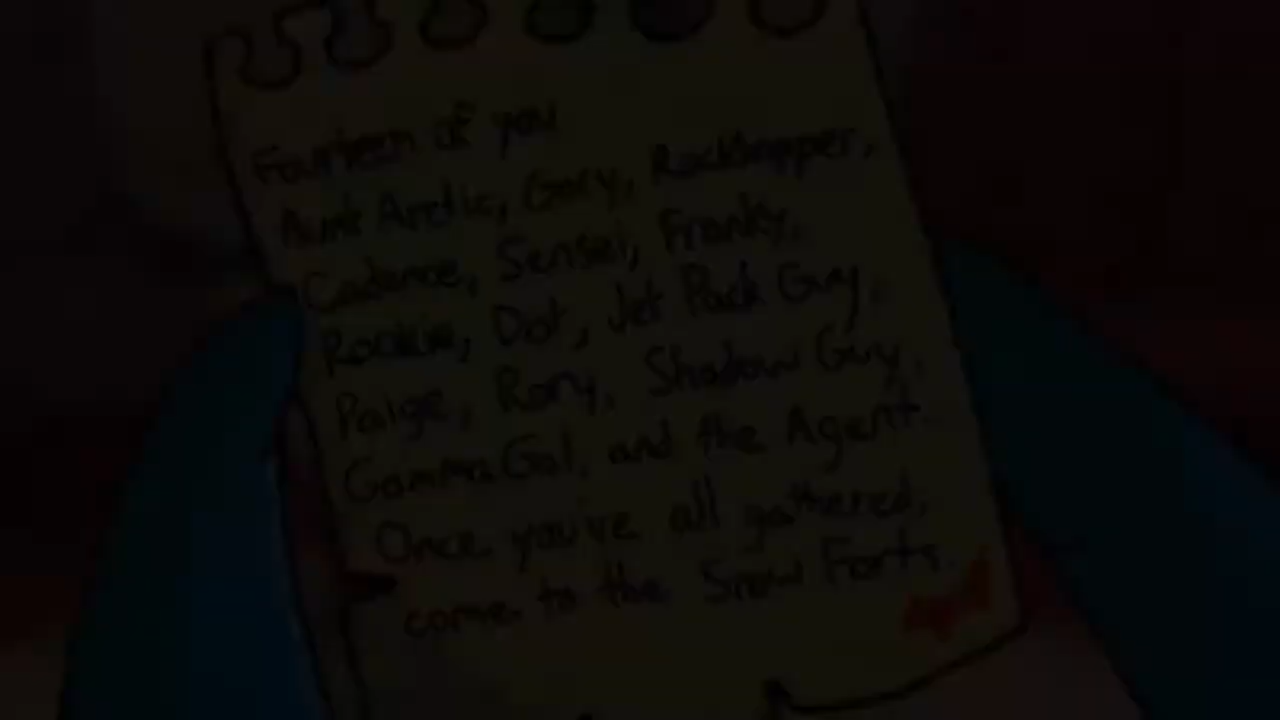 Fourteen of you
Aunt Arctic, Gary, Rockhopper,
Cadence, Sensei, Franky,
Rookie, Dot, Jet Pack Guy,
Paige, Rory, Shadow Guy,
Gamma Gal, and the Agent.
Once you've all gathered,
come to the Snow Forts.